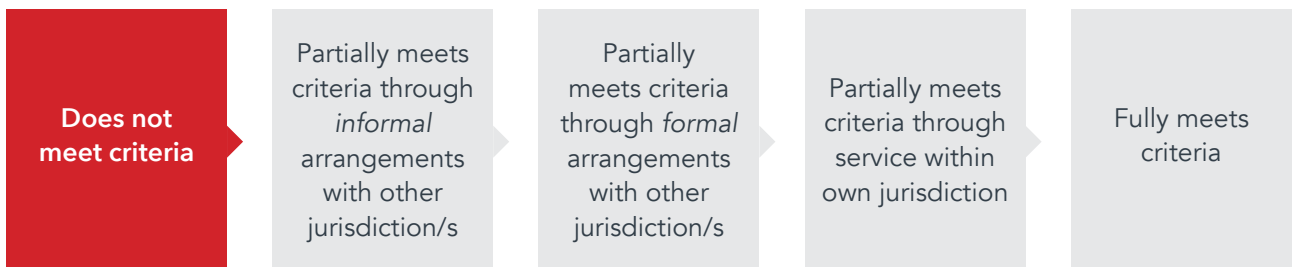 Does not
meet criteria
Partially meets
criteria through
informal
arrangements
with other
jurisdiction/s
Partially
meets criteria
through formal
arrangements
with other
jurisdiction/s
Partially meets
criteria through
service within
own jurisdiction
Fully meets
criteria